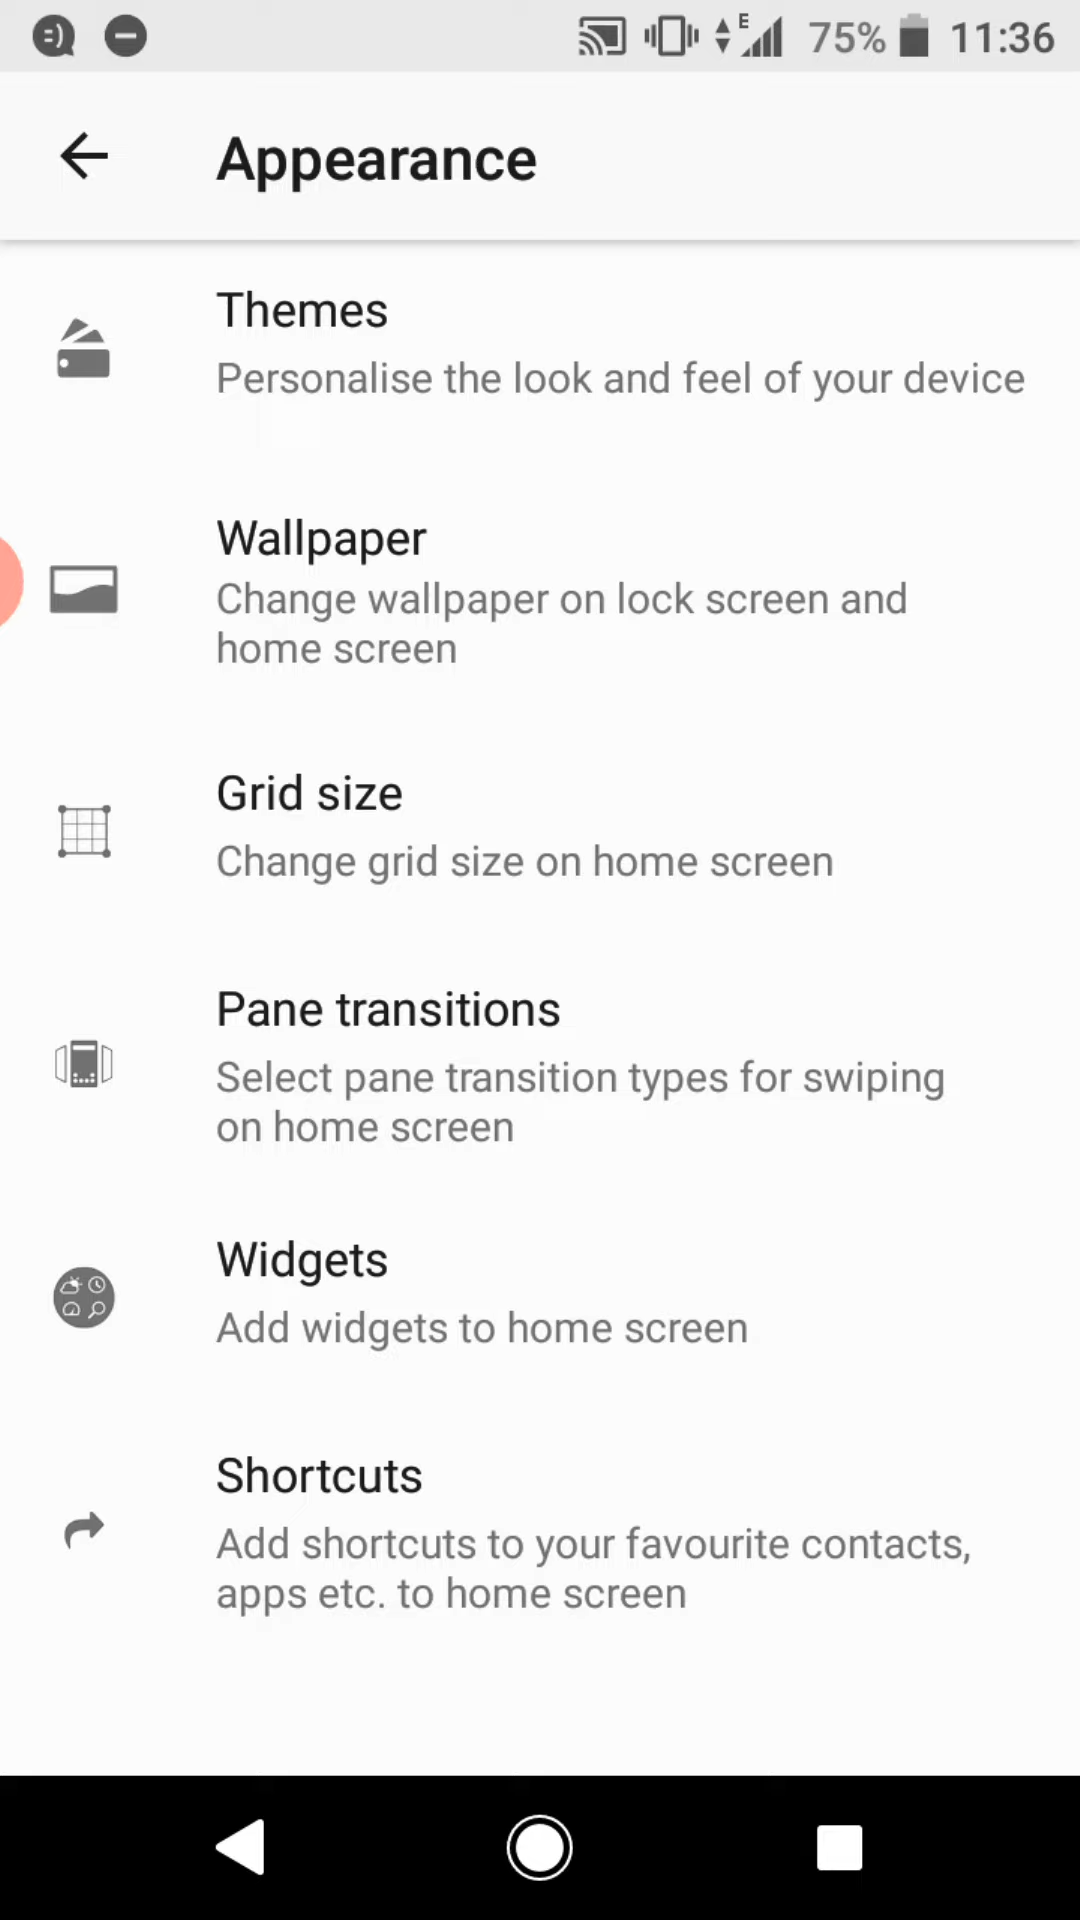 E 75% 11:36
Appearance
Themes
Personalise the look and feel of your device
Wallpaper
Change wallpaper on lock screen and
home screen
Grid size
Change grid size on home screen
Pane transitions
Select pane transition types for swiping
on home screen
Widgets
Add widgets to home screen
Shortcuts
Add shortcuts to your favourite contacts,
apps etc. to home screen